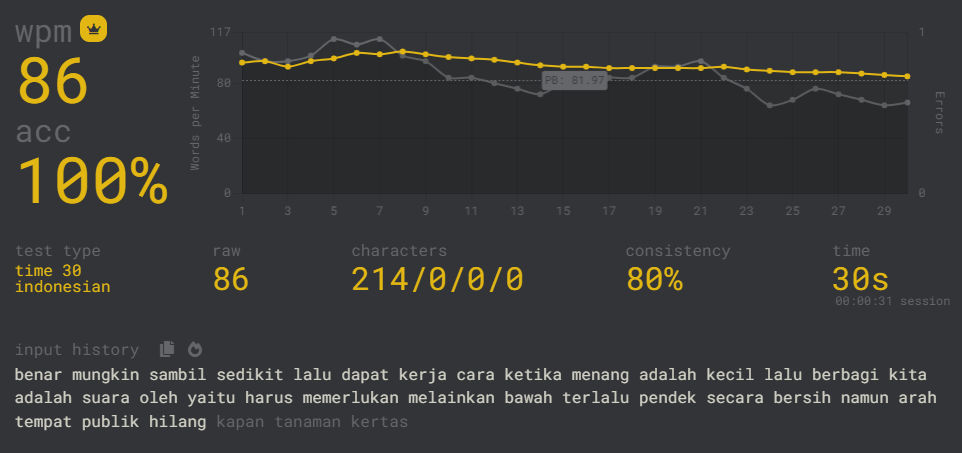 wpm
86
acc
100%
117
80
40
0
Words per Minute
PB: 81.97
1
0
Errors
1 3 5 7 9 11 13 15 17 19 21 23 25 27 29
test type
time 30
indonesian
raw
86
characters
214/0/0/0
consistency
80%
time
30s
00:00:31 session
input history
benar mungkin sambil sedikit lalu dapat kerja cara ketika menang adalah kecil lalu berbagi kita
adalah suara oleh yaitu harus memerlukan melainkan bawah terlalu pendek secara bersih namun arah
tempat publik hilang kapan tanaman kertas